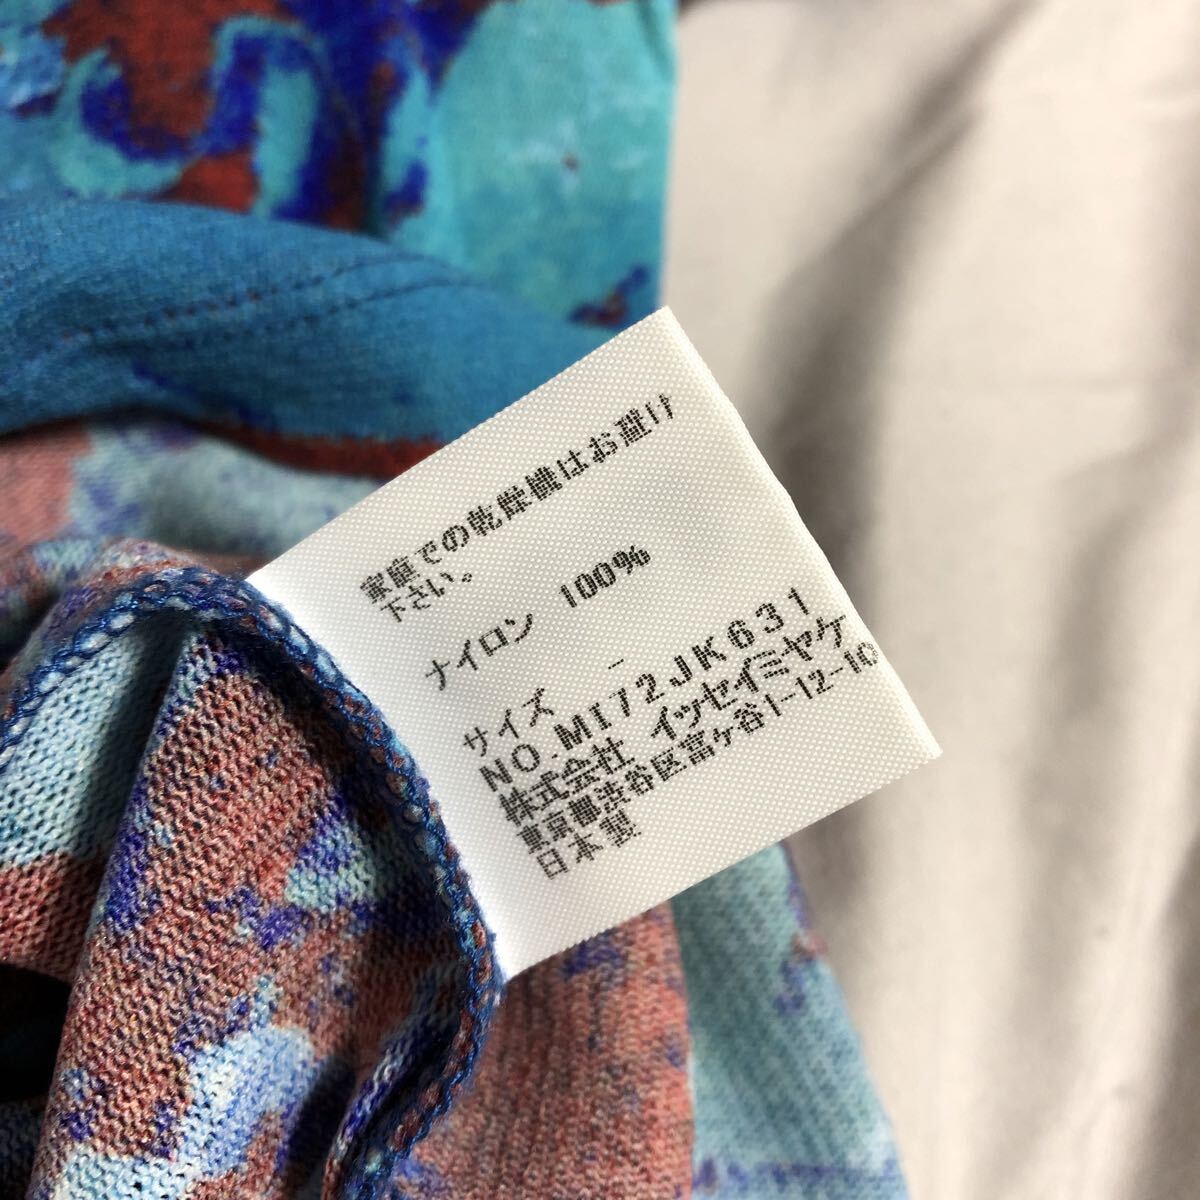 家庭での乾燥機はお避け
下さい。
ナイロン 100%
サイズ -
NO.MI72JK631
株式会社 イッセイミヤケ
東京都渋谷区富ヶ谷1-12-10
日本製